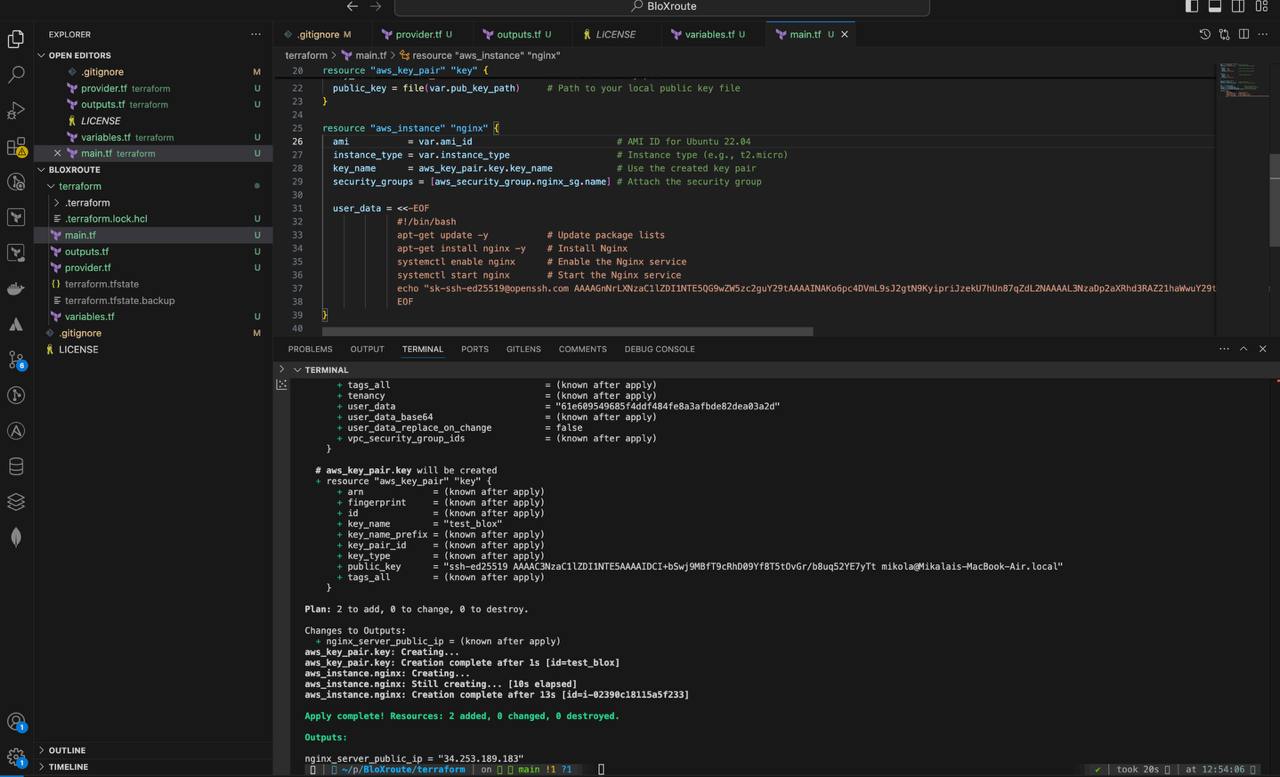 BloXroute
EXPLORER
OPEN EDITORS
.gitignore M
provider.tf terraform U
outputs.tf terraform U
LICENSE
variables.tf terraform U
main.tf terraform U
BLOXROUTE
terraform
.terraform
.terraform.lock.hcl U
main.tf U
outputs.tf U
provider.tf U
terraform.tfstate
terraform.tfstate.backup
variables.tf U
.gitignore M
LICENSE
OUTLINE
TIMELINE
6
1
1
.gitignore M provider.tf U outputs.tf U LICENSE variables.tf U main.tf U
terraform > main.tf > resource "aws_instance" "nginx"
20 resource "aws_key_pair" "key" {
22 public_key = file(var.pub_key_path) # Path to your local public key file
23 }
24
25 resource "aws_instance" "nginx" {
26 ami = var.ami_id # AMI ID for Ubuntu 22.04
27 instance_type = var.instance_type # Instance type (e.g., t2.micro)
28 key_name = aws_key_pair.key.key_name # Use the created key pair
29 security_groups = [aws_security_group.nginx_sg.name] # Attach the security group
30
31 user_data = <<-EOF
32 #!/bin/bash
33 apt-get update -y # Update package lists
34 apt-get install nginx -y # Install Nginx
35 systemctl enable nginx # Enable the Nginx service
36 systemctl start nginx # Start the Nginx service
37 echo "sk-ssh-ed25519@openssh.com
38 EOF
39 }
40
PROBLEMS OUTPUT TERMINAL PORTS GITLENS COMMENTS DEBUG CONSOLE
TERMINAL
+ tags_all = (known after apply)
+ tenancy = (known after apply)
+ user_data = "61e609549685f4ddf484fe8a3afbde82dea03a2d"
+ user_data_base64 = (known after apply)
+ user_data_replace_on_change = false
+ vpc_security_group_ids = (known after apply)
}
# aws_key_pair.key will be created
+ resource "aws_key_pair" "key" {
+ arn = (known after apply)
+ fingerprint = (known after apply)
+ id = (known after apply)
+ key_name = "test_blox"
+ key_name_prefix = (known after apply)
+ key_pair_id = (known after apply)
+ key_type = (known after apply)
+ public_key = "ssh-ed25519 AAAAC3NzaC1lZDI1NTE5AAAAIDCI+bSwj9MBfT9cRhD09Yf8T5tOvGr/b8uq52YE7yTt mikola@Mikalais-MacBook-Air.local"
+ tags_all = (known after apply)
}
Plan: 2 to add, 0 to change, 0 to destroy.
Changes to Outputs:
+ nginx_server_public_ip = (known after apply)
aws_key_pair.key: Creating...
aws_key_pair.key: Creation complete after 1s [id=test_blox]
aws_instance.nginx: Creating...
aws_instance.nginx: Still creating... [10s elapsed]
aws_instance.nginx: Creation complete after 13s [id=i-02390c18115a5f233]
Apply complete! Resources: 2 added, 0 changed, 0 destroyed.
Outputs:
nginx_server_public_ip = "34.253.189.183"
~/p/BloXroute/terraform on main !1 ?1 took 20s at 12:54:06